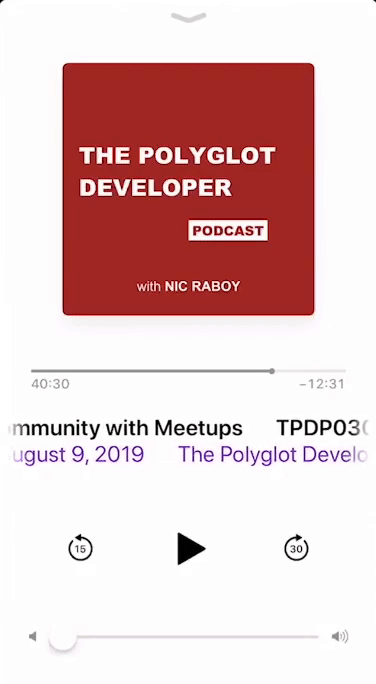 THE POLYGLOT
DEVELOPER
PODCAST
with NIC RABOY
40:30
−12:31
mmunity with Meetups TPDP030
ugust 9, 2019 The Polyglot Develo
15
30